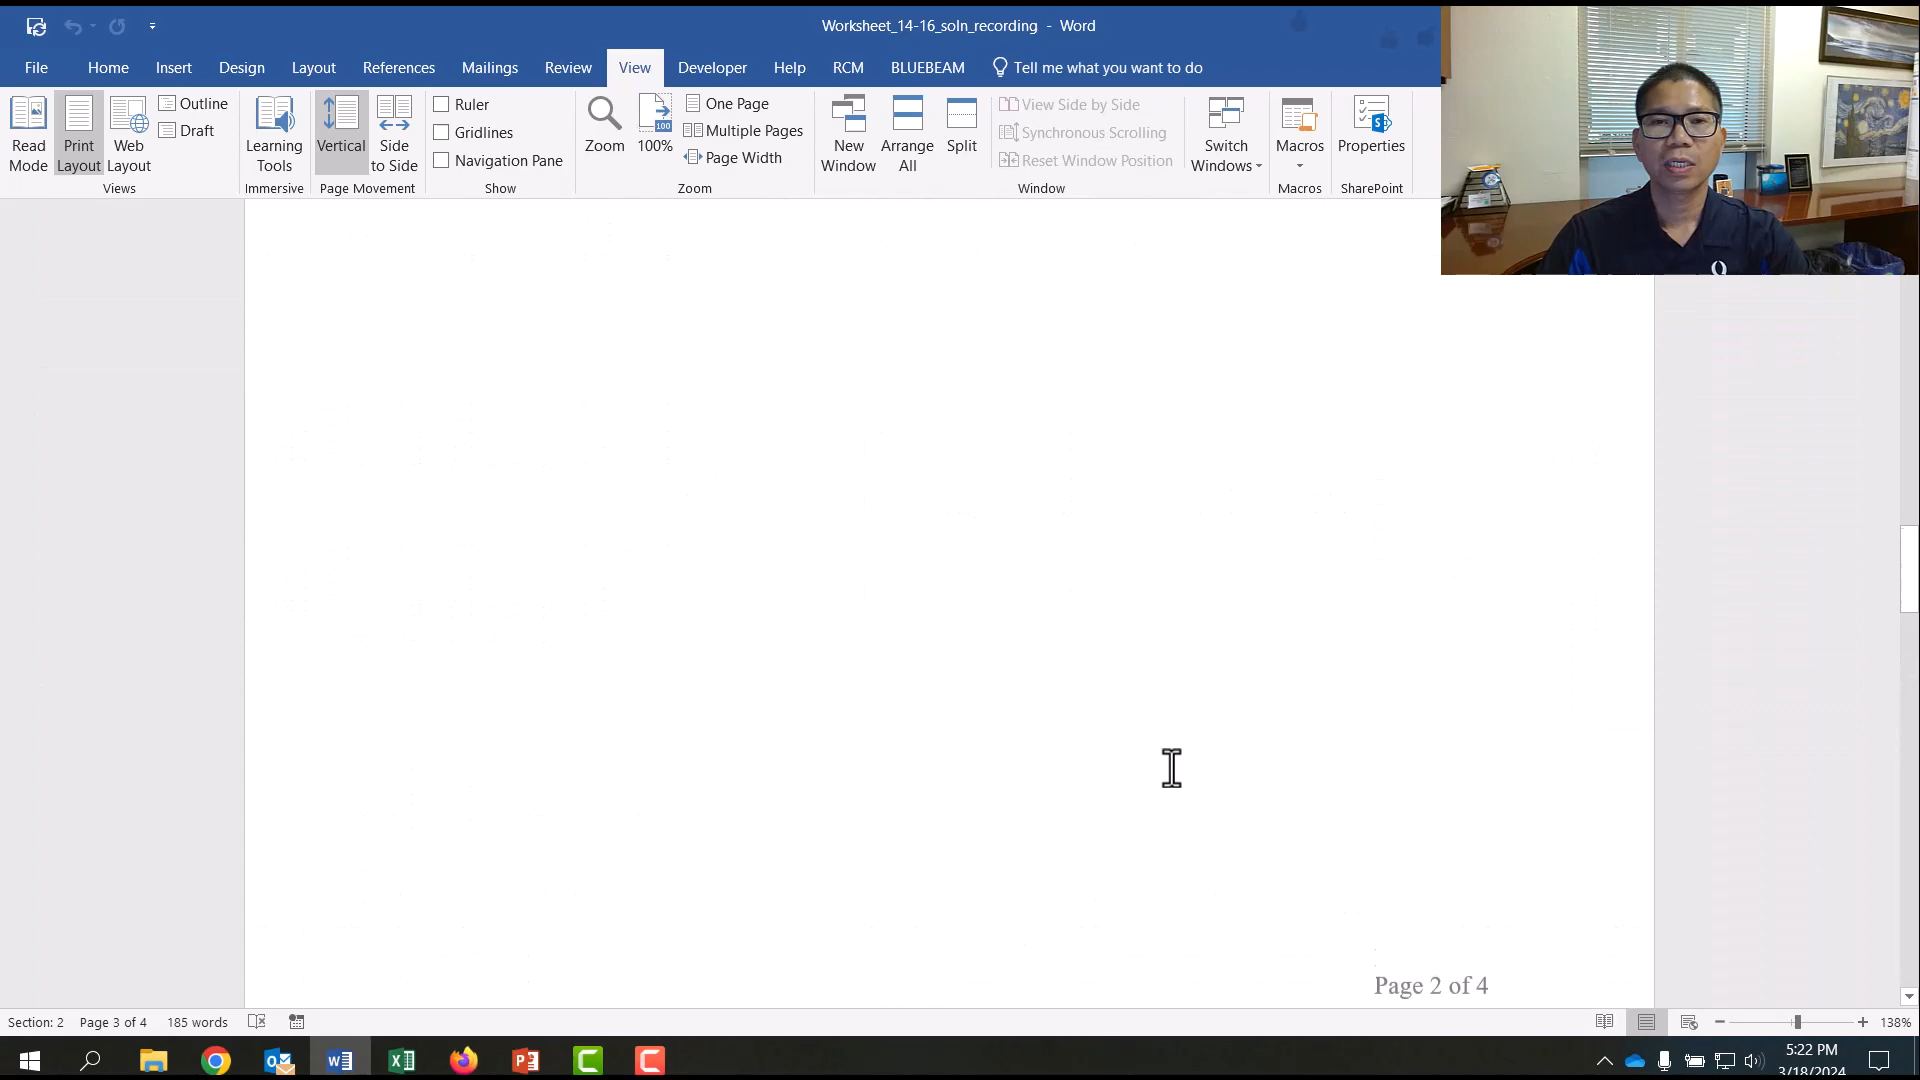 Worksheet_14-16_soln_recording - Word
File Home Insert Design Layout References Mailings Review View Developer Help RCM BLUEBEAM Tell me what you want to do
Read Mode
Print Layout
Web Layout
Outline
Draft
Views
Learning Tools
Immersive
Vertical
Side to Side
Page Movement
Ruler
Gridlines
Navigation Pane
Show
Zoom
100
100%
One Page
Multiple Pages
Page Width
Zoom
New Window
Arrange All
Split
View Side by Side
Synchronous Scrolling
Reset Window Position
Window
Switch Windows
Macros
Macros
Properties
SharePoint
Page 2 of 4
Section: 2 Page 3 of 4 185 words
138%
5:22 PM
3/18/2024